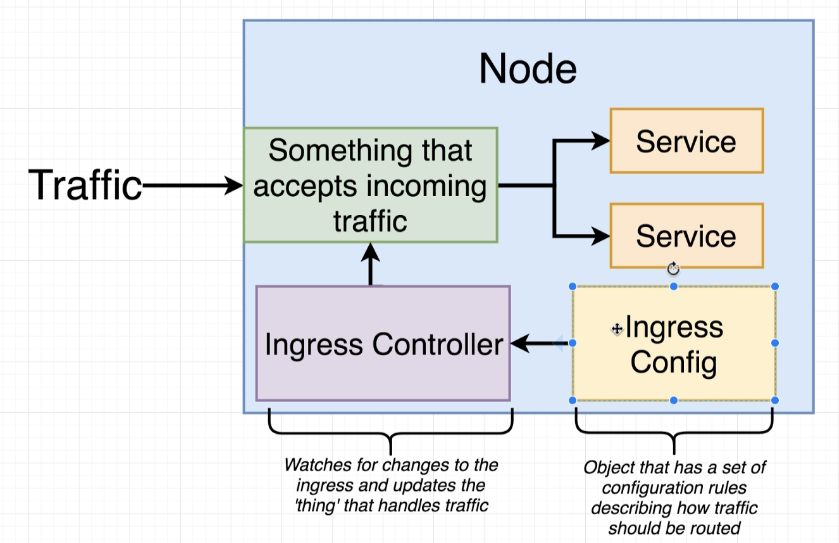 Node
Something that
accepts incoming
traffic
Traffic
Service
Service
Ingress Controller
Ingress
Config
Watches for changes to the
ingress and updates the
'thing' that handles traffic
Object that has a set of
configuration rules
describing how traffic
should be routed